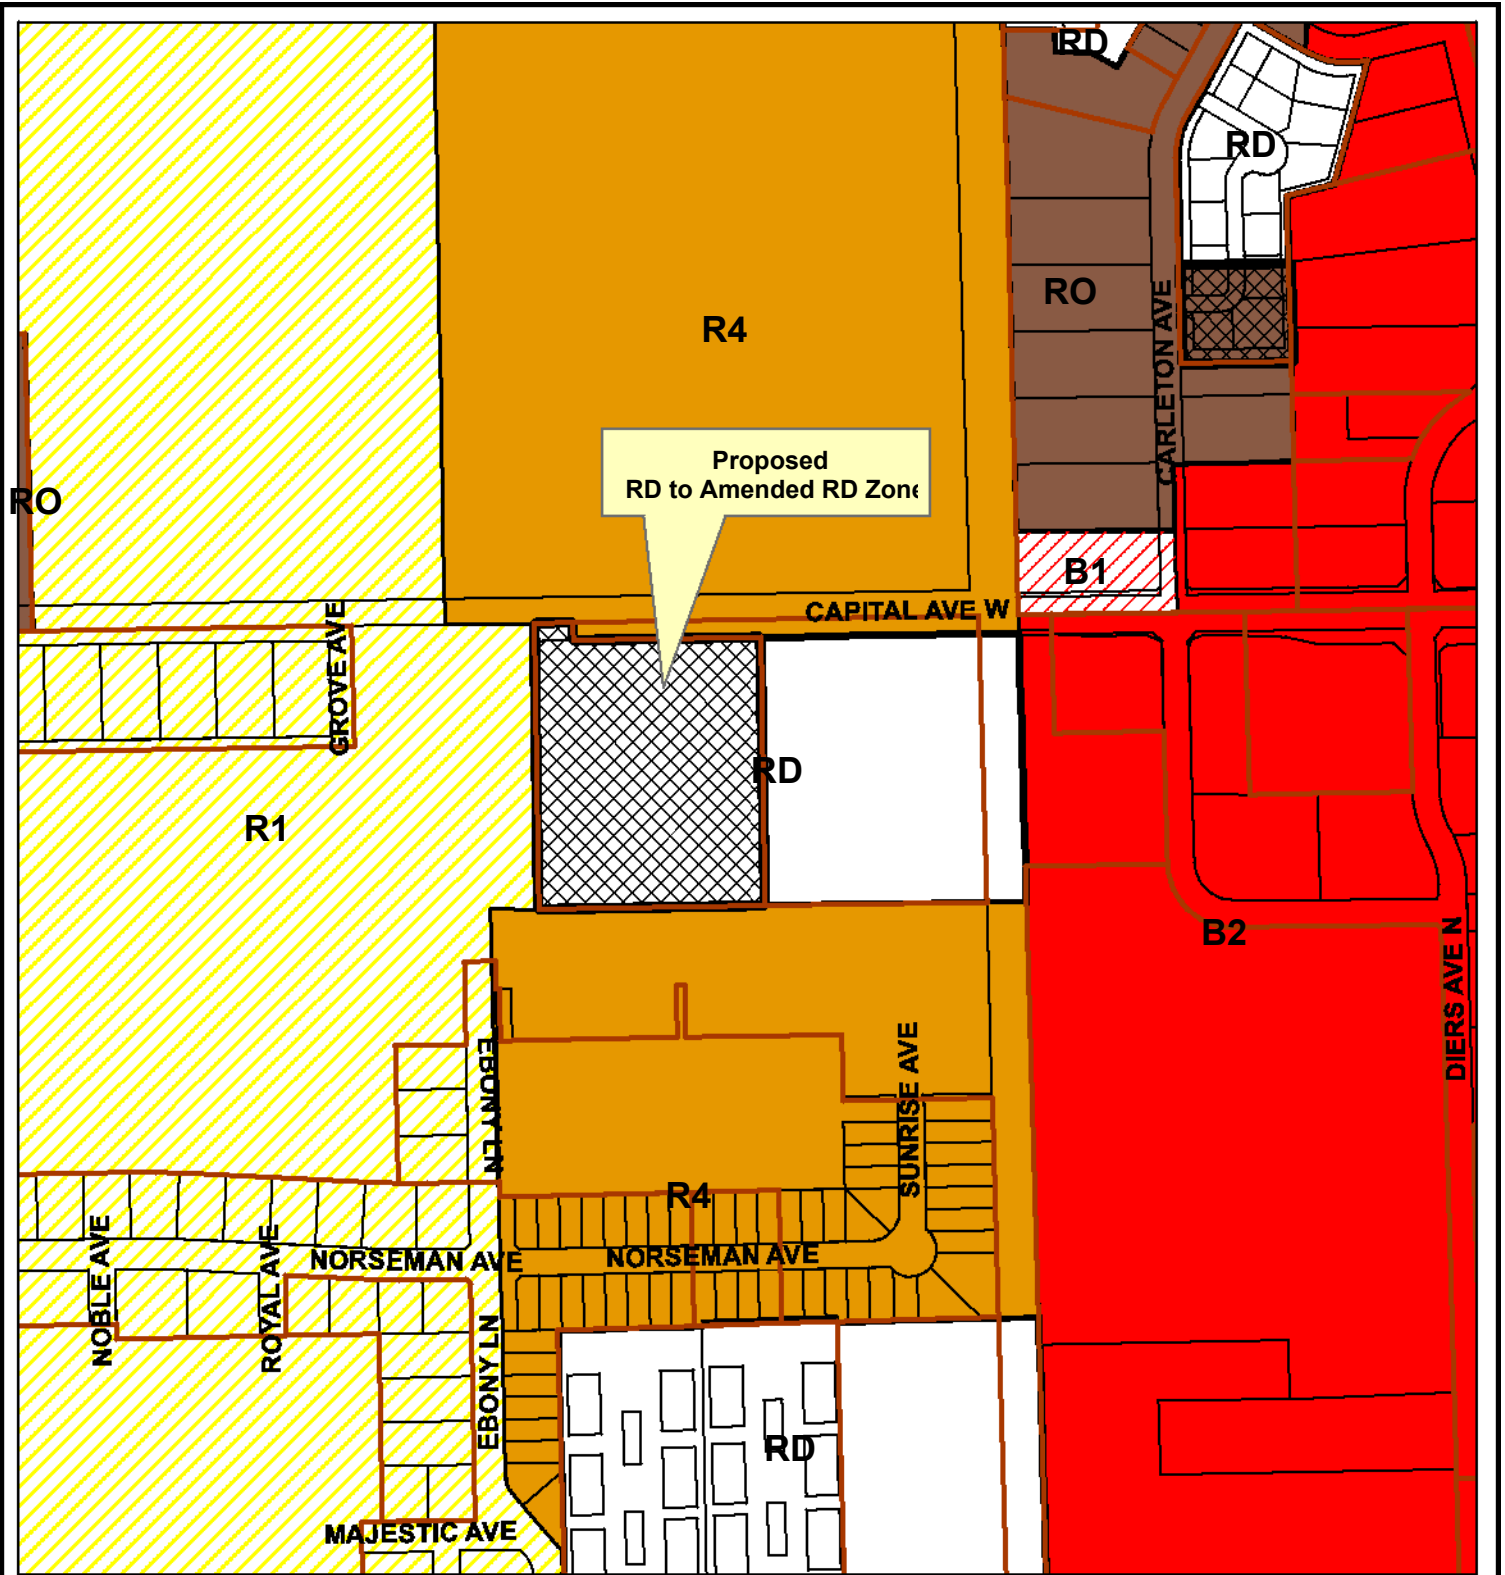 RD
RD
RO
CARLETON AVE
R4
Proposed
RD to Amended RD Zone
RO
B1
CAPITAL AVE W
GROVE AVE
RD
R1
B2
DIERS AVE N
EBONY LN
SUNRISE AVE
R4
NORSEMAN AVE
NORSEMAN AVE
NOBLE AVE
ROYAL AVE
EBONY LN
RD
MAJESTIC AVE